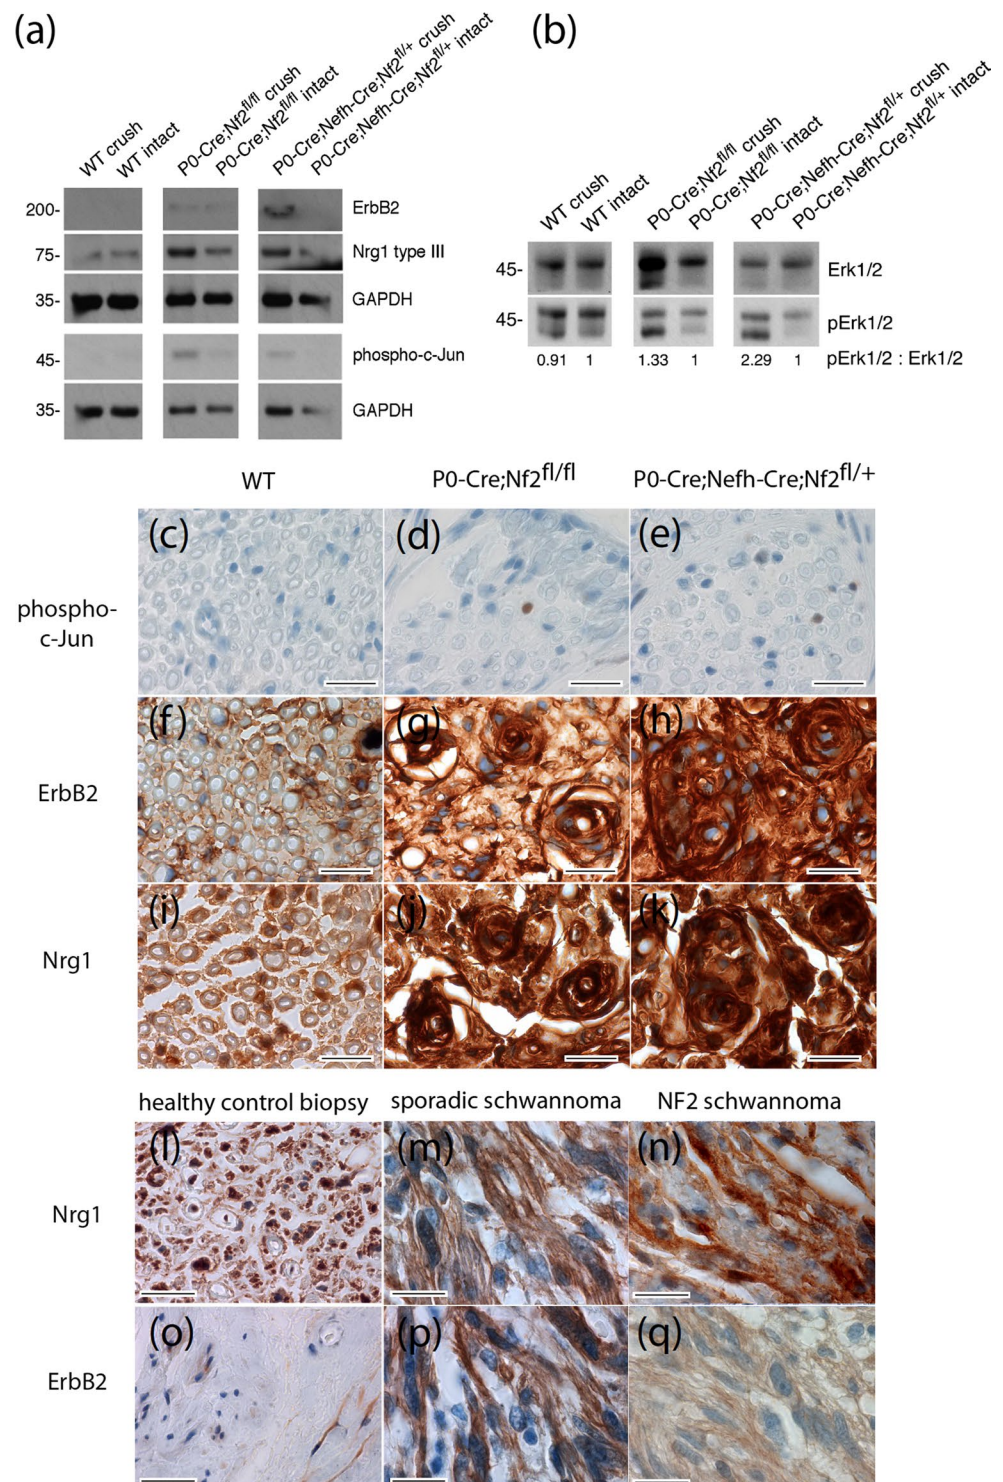 (a)
WT crush
WT intact
P0-Cre;Nf2fl/fl crush
P0-Cre;Nf2fl/fl intact
P0-Cre;Nefh-Cre;Nf2fl/+ crush
P0-Cre;Nefh-Cre;Nf2fl/+ intact
200- ErbB2
75- Nrg1 type III
35- GAPDH
45- phospho-c-Jun
35- GAPDH
(b)
WT crush
WT intact
P0-Cre;Nf2fl/fl crush
P0-Cre;Nf2fl/fl intact
P0-Cre;Nefh-Cre;Nf2fl/+ crush
P0-Cre;Nefh-Cre;Nf2fl/+ intact
45- Erk1/2
45- pErk1/2
0.91 1 1.33 1 2.29 1 pErk1/2 : Erk1/2
WT P0-Cre;Nf2fl/fl P0-Cre;Nefh-Cre;Nf2fl/+
(c) (d) (e)
phospho-
c-Jun
(f) (g) (h)
ErbB2
(i) (j) (k)
Nrg1
healthy control biopsy sporadic schwannoma NF2 schwannoma
(l) (m) (n)
Nrg1
(o) (p) (q)
ErbB2